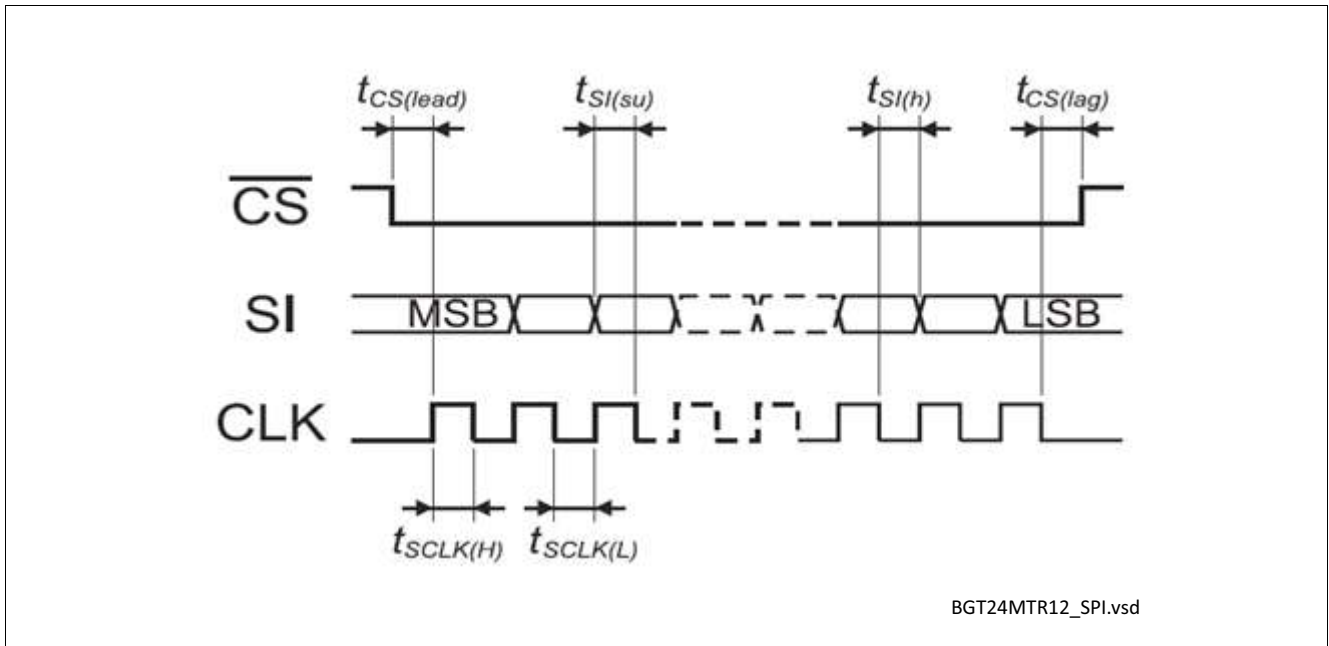 tCS(lead) tSI(su) tSI(h) tCS(lag)
CS
SI MSB LSB
CLK
tSCLK(H) tSCLK(L)
BGT24MTR12_SPI.vsd